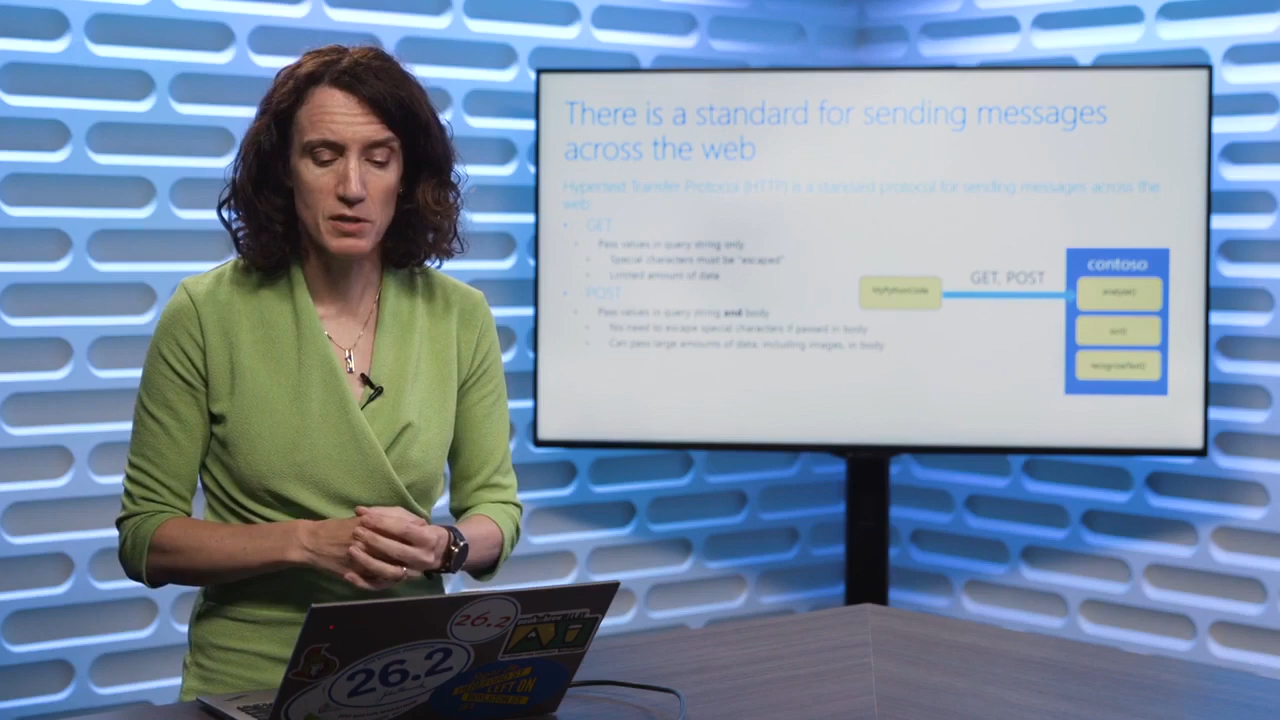 There is a standard for sending messages
across the web
Hypertext Transfer Protocol (HTTP) is a standard protocol for sending messages across the
web
• GET
• Pass values in query string only
• Special characters must be "escaped"
• Limited amount of data
• POST
• Pass values in query string and body
• No need to escape special characters if passed in body
• Can pass large amounts of data, including images, in body
MyPythonCode
GET, POST
contoso
analyze()
recognizeText()
26.2
26.2
LEFT ON